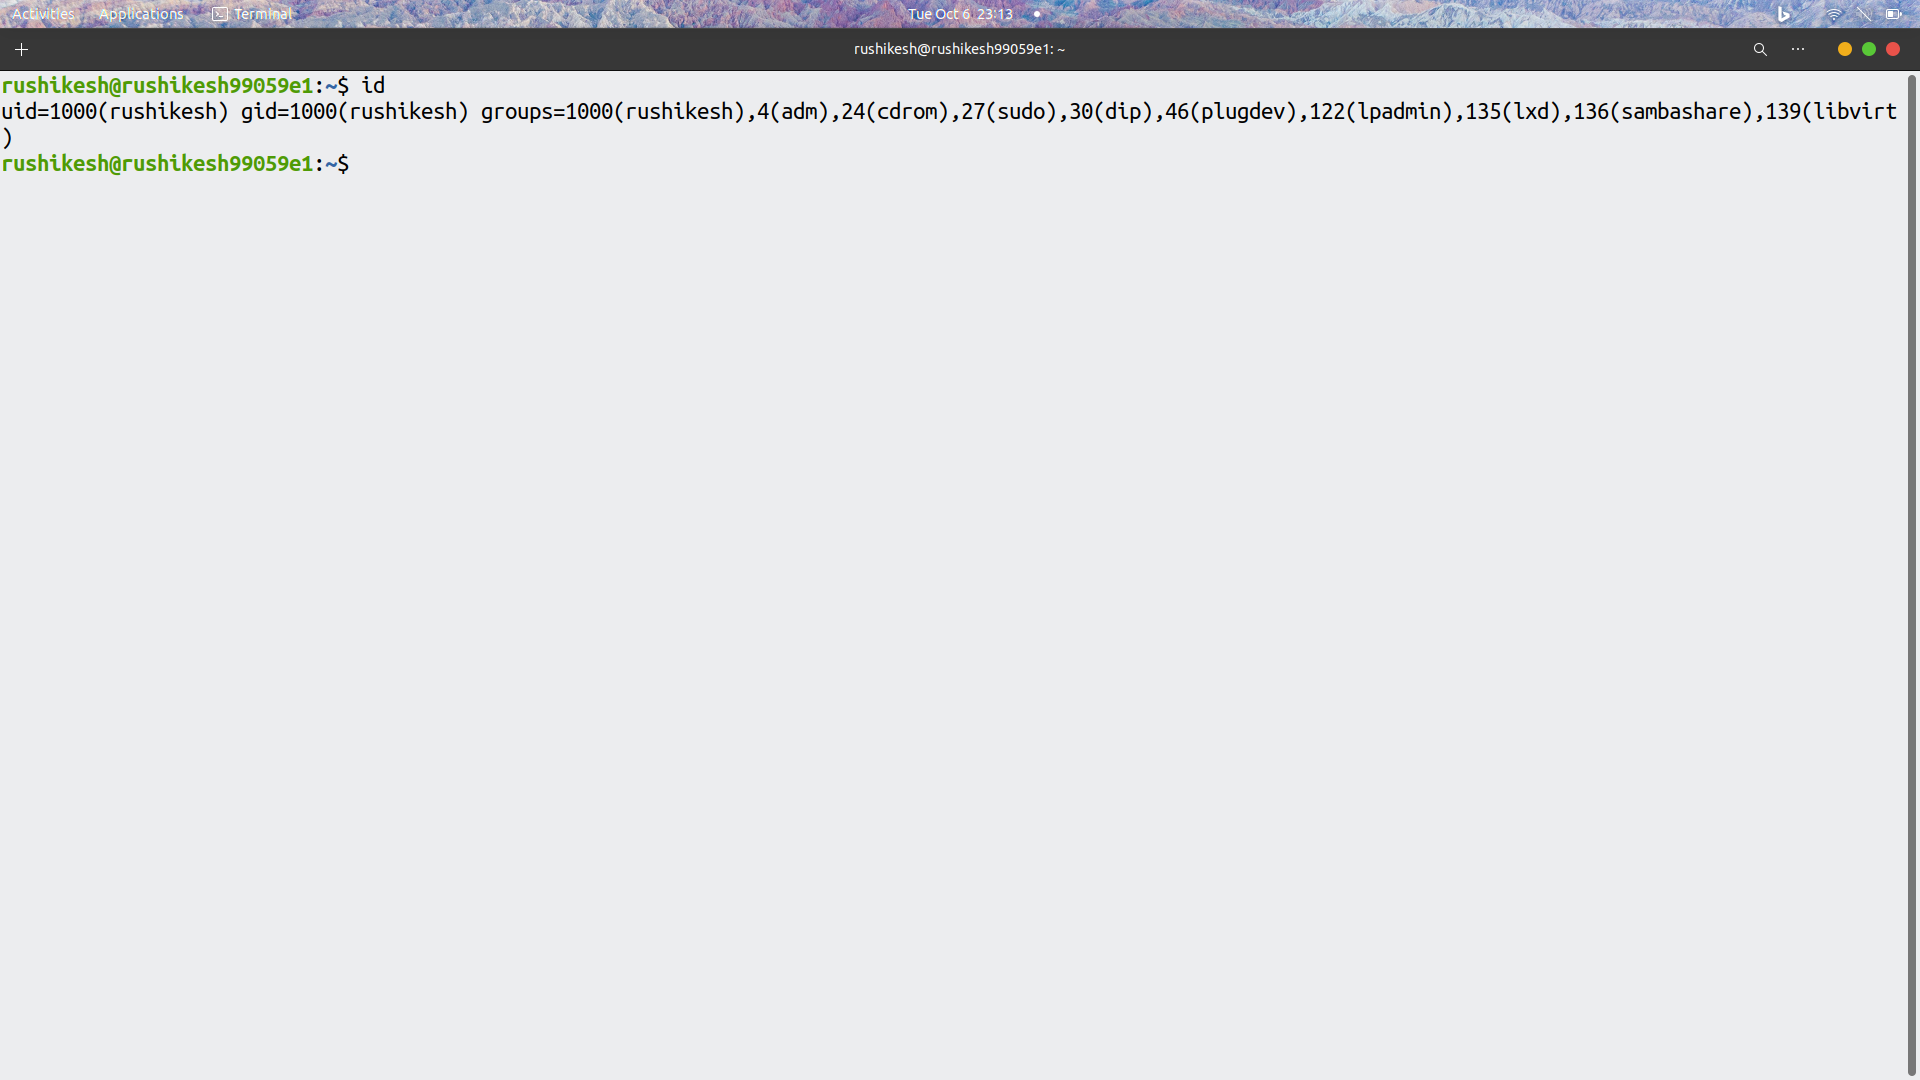 Activities Applications Terminal Tue Oct 6 23:13
rushikesh@rushikesh99059e1: ~
rushikesh@rushikesh99059e1:~$ id
uid=1000(rushikesh) gid=1000(rushikesh) groups=1000(rushikesh),4(adm),24(cdrom),27(sudo),30(dip),46(plugdev),122(lpadmin),135(lxd),136(sambashare),139(libvirt
)
rushikesh@rushikesh99059e1:~$